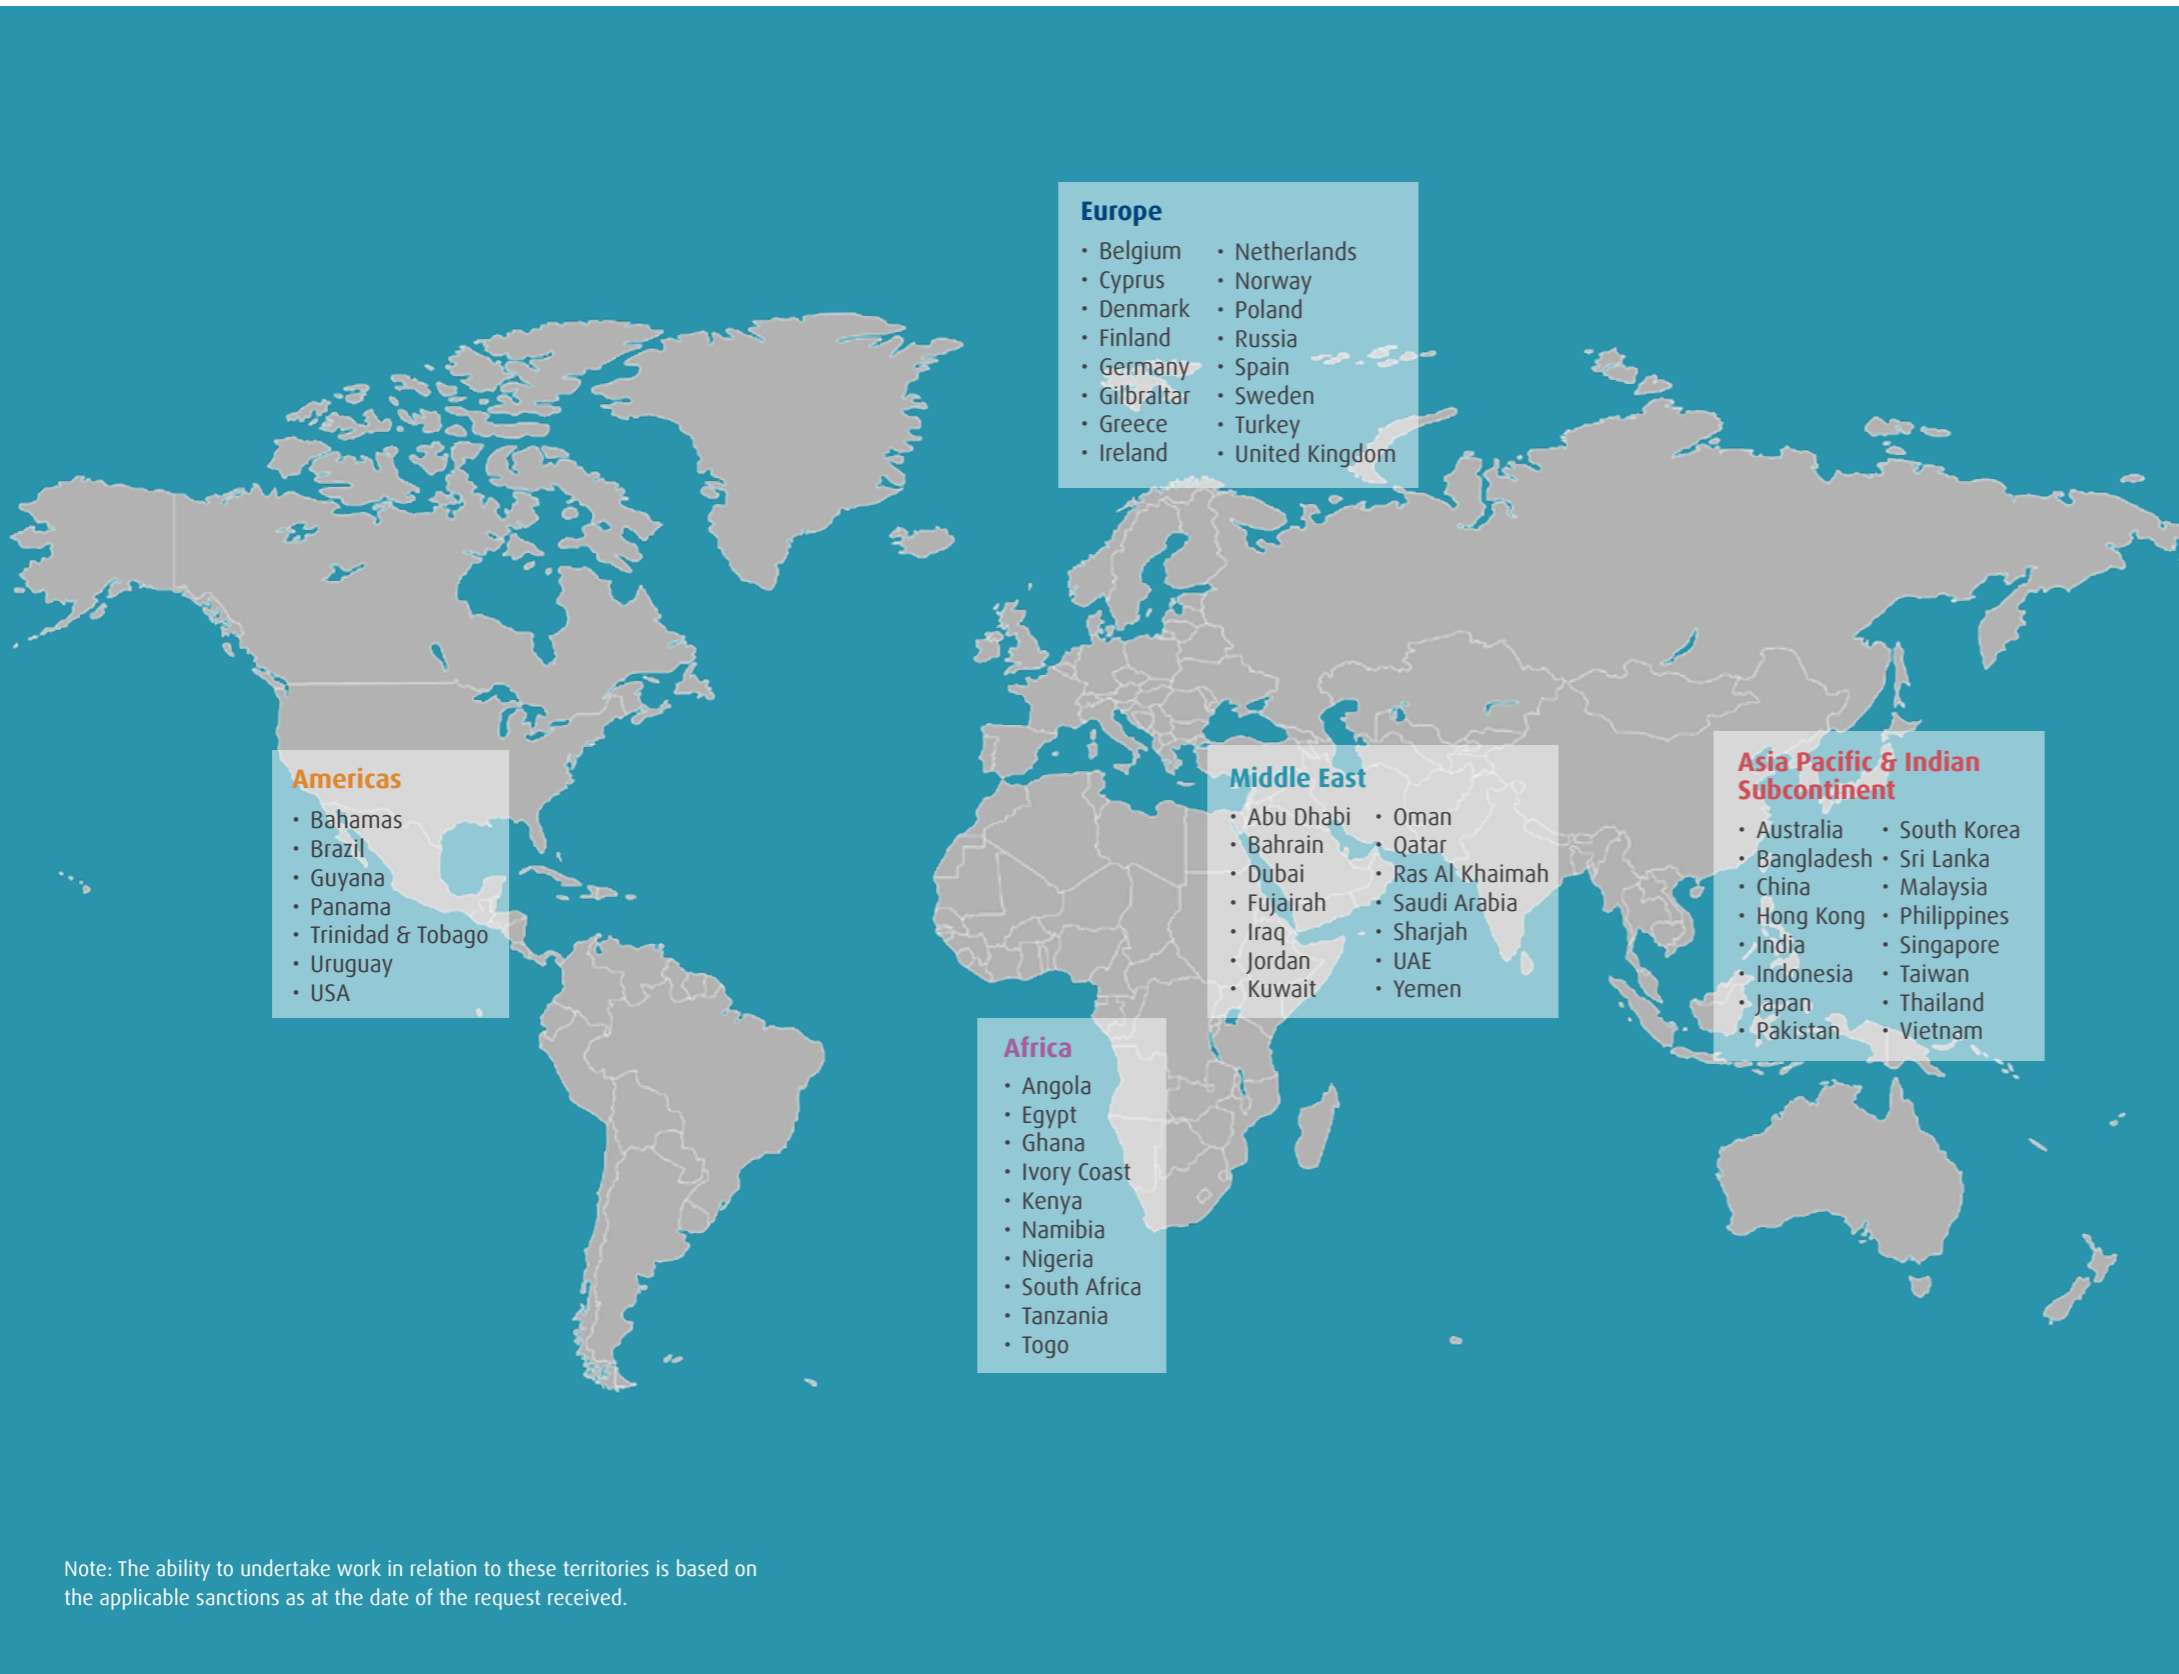 Europe
• Belgium
• Cyprus
• Denmark
• Finland
• Germany
• Gilbraltar
• Greece
• Ireland
• Netherlands
• Norway
• Poland
• Russia
• Spain
• Sweden
• Turkey
• United Kingdom
Americas
• Bahamas
• Brazil
• Guyana
• Panama
• Trinidad & Tobago
• Uruguay
• USA
Middle East
• Abu Dhabi
• Bahrain
• Dubai
• Fujairah
• Iraq
• Jordan
• Kuwait
• Oman
• Qatar
• Ras Al Khaimah
• Saudi Arabia
• Sharjah
• UAE
• Yemen
Asia Pacific & Indian
Subcontinent
• Australia
• Bangladesh
• China
• Hong Kong
• India
• Indonesia
• Japan
• Pakistan
• South Korea
• Sri Lanka
• Malaysia
• Philippines
• Singapore
• Taiwan
• Thailand
• Vietnam
Africa
• Angola
• Egypt
• Ghana
• Ivory Coast
• Kenya
• Namibia
• Nigeria
• South Africa
• Tanzania
• Togo
Note: The ability to undertake work in relation to these territories is based on
the applicable sanctions as at the date of the request received.